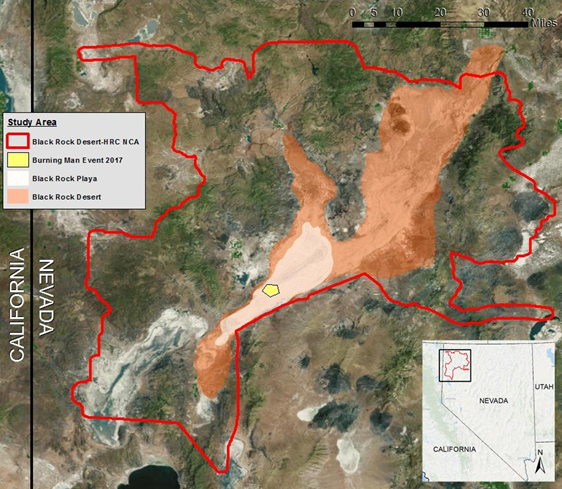 0 5 10 20 30 40
Miles
Study Area
Black Rock Desert-HRC NCA
Burning Man Event 2017
Black Rock Playa
Black Rock Desert
CALIFORNIA
NEVADA
UTAH
NEVADA
CALIFORNIA
N